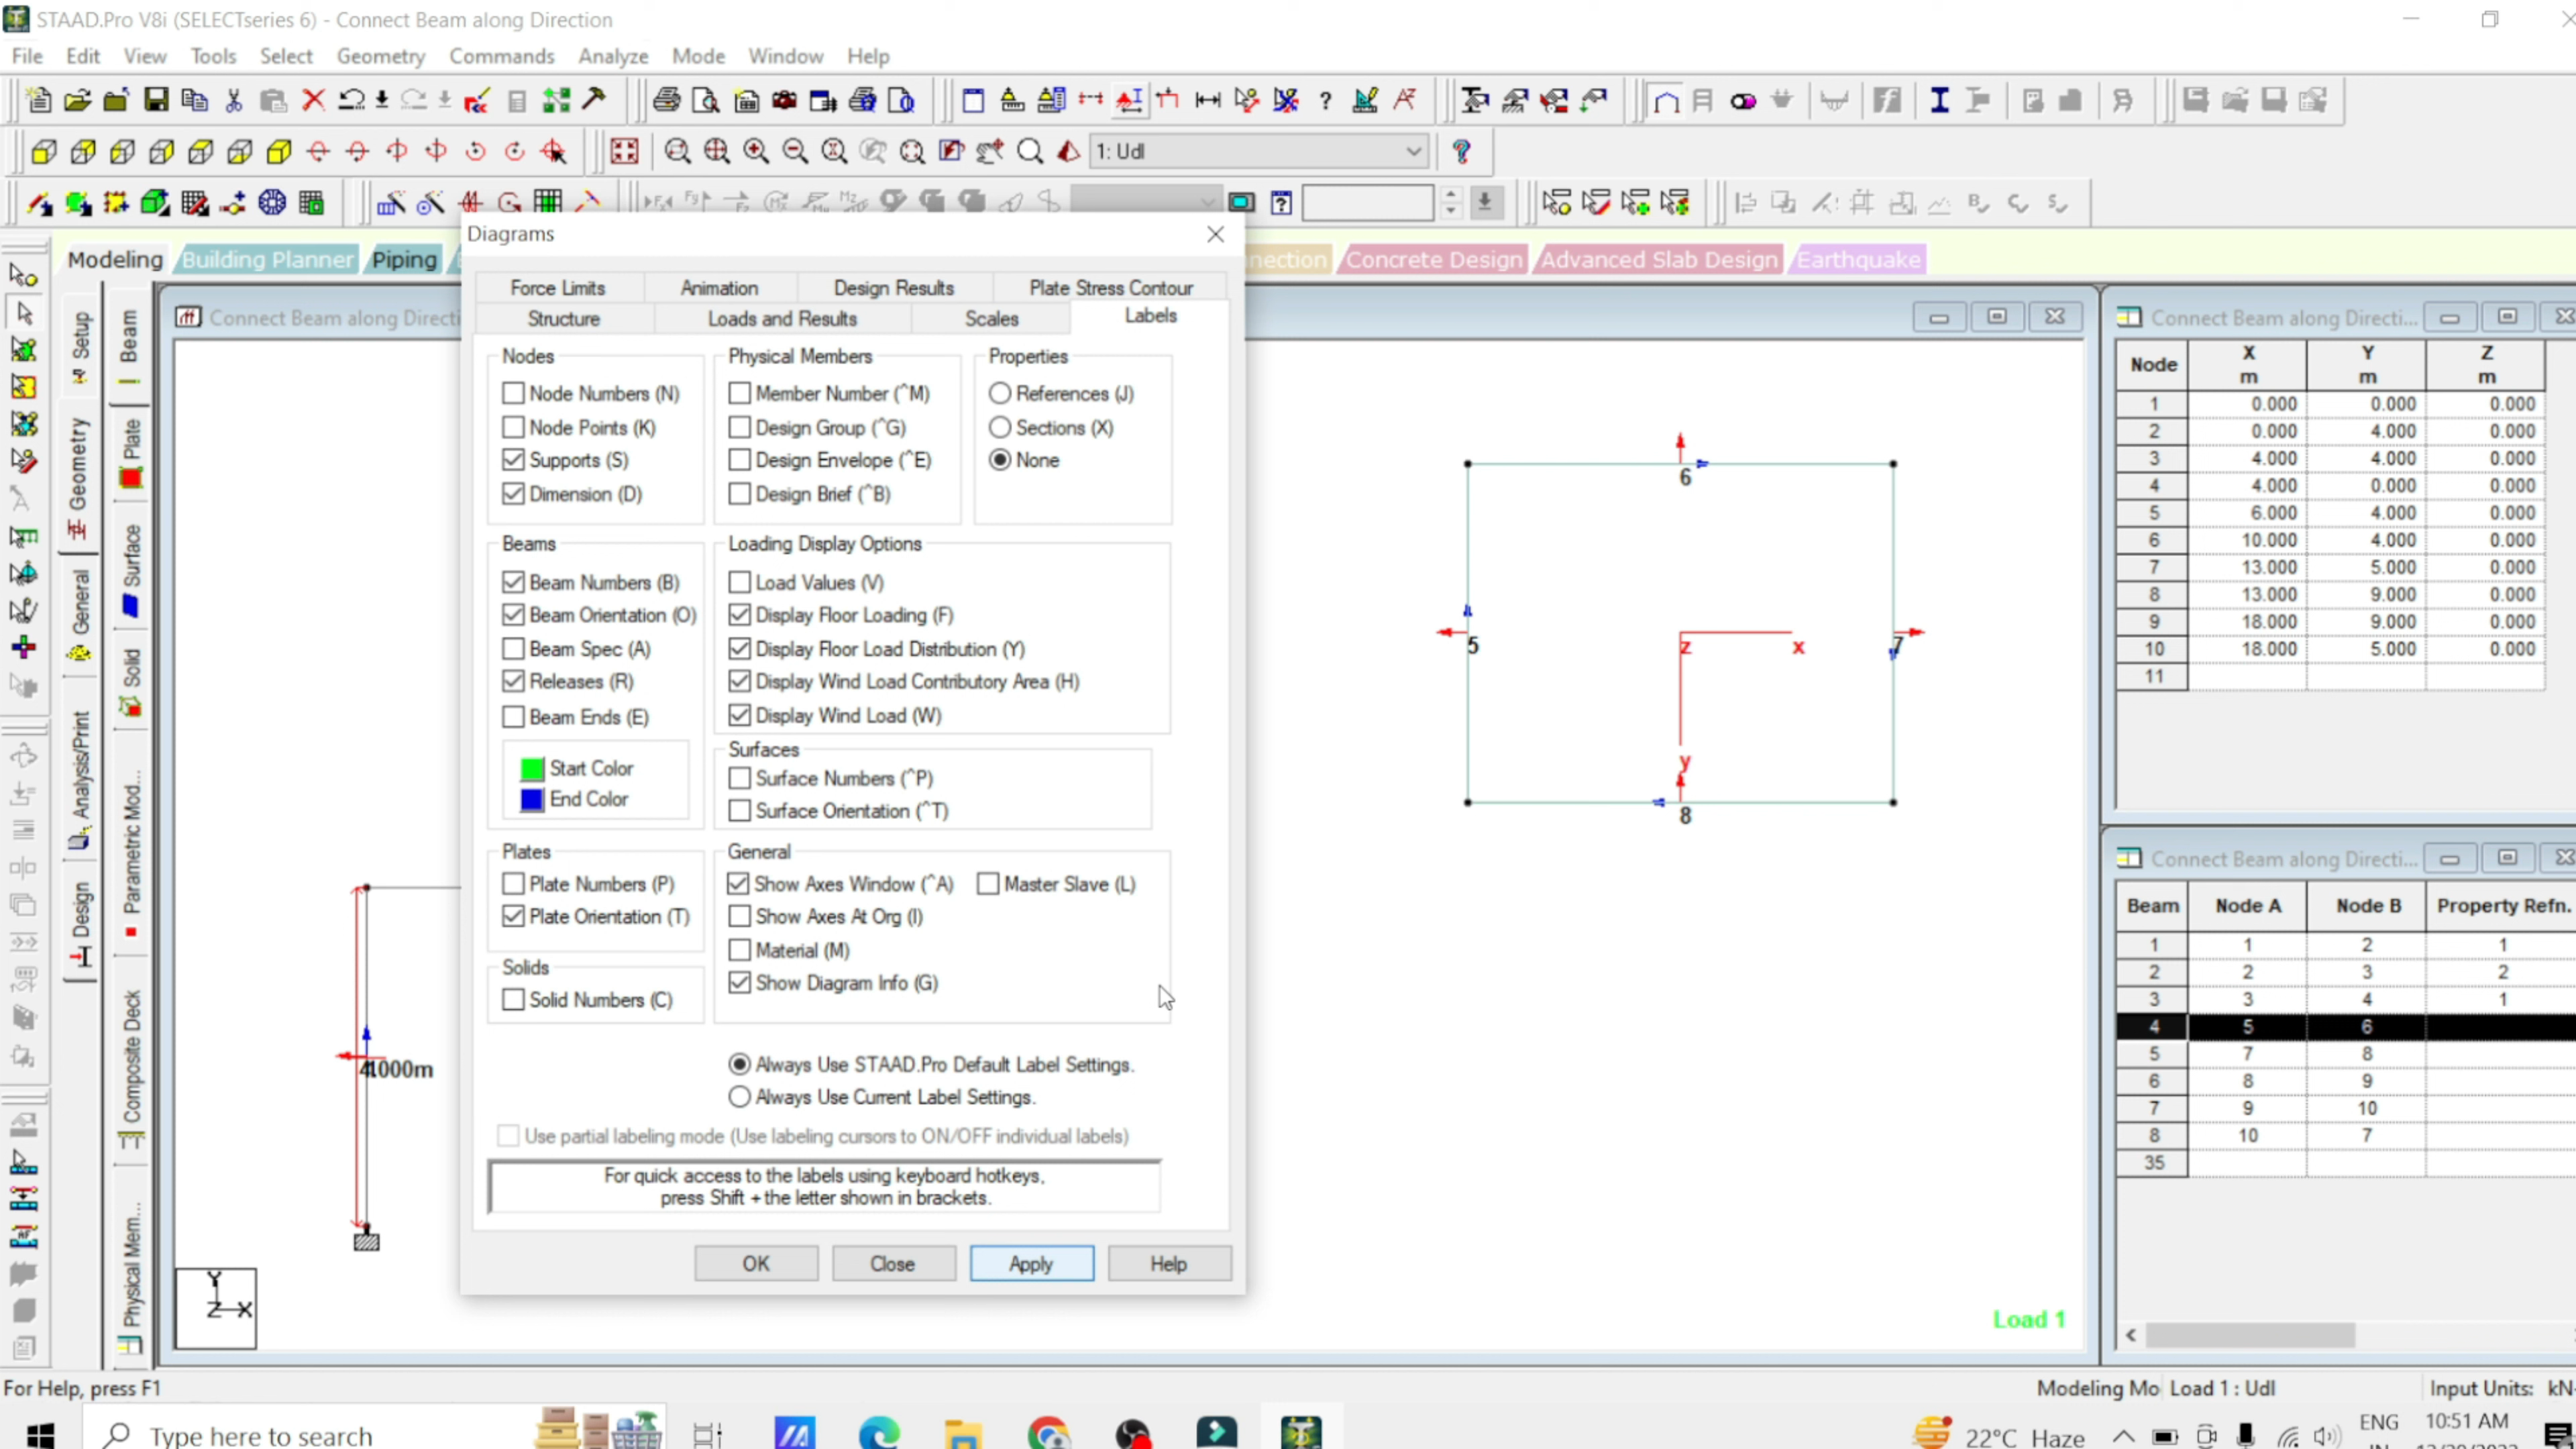 STAAD.Pro V8i (SELECTseries 6) - Connect Beam along Direction
File Edit View Tools Select Geometry Commands Analyze Mode Window Help
1: Udl
Modeling Building Planner Piping Concrete Design Advanced Slab Design Earthquake
Diagrams
Force Limits Animation Design Results Plate Stress Contour
Structure Loads and Results Scales Labels
Nodes
Node Numbers (N)
Node Points (K)
Supports (S)
Dimension (D)
Physical Members
Member Number (^M)
Design Group (^G)
Design Envelope (^E)
Design Brief (^B)
Properties
References (J)
Sections (X)
None
Beams
Beam Numbers (B)
Beam Orientation (O)
Beam Spec (A)
Releases (R)
Beam Ends (E)
Start Color
End Color
Loading Display Options
Load Values (V)
Display Floor Loading (F)
Display Floor Load Distribution (Y)
Display Wind Load Contributory Area (H)
Display Wind Load (W)
Surfaces
Surface Numbers (^P)
Surface Orientation (^T)
Plates
Plate Numbers (P)
Plate Orientation (T)
Solids
Solid Numbers (C)
General
Show Axes Window (^A) Master Slave (L)
Show Axes At Org (I)
Material (M)
Show Diagram Info (G)
Always Use STAAD.Pro Default Label Settings.
Always Use Current Label Settings.
Use partial labeling mode (Use labeling cursors to ON/OFF individual labels)
For quick access to the labels using keyboard hotkeys,
press Shift + the letter shown in brackets.
OK Close Apply Help
Setup
Geometry
General
Analysis/Print
Design
Beam
Plate
Surface
Solid
Parametric Mod...
Composite Deck
Physical Mem...
Connect Beam along Directi
6
5
7
8
z x
y
Y
Z X
Load 1
Connect Beam along Directi...
Node X m Y m Z m
1 0.000 0.000 0.000
2 0.000 4.000 0.000
3 4.000 4.000 0.000
4 4.000 0.000 0.000
5 6.000 4.000 0.000
6 10.000 4.000 0.000
7 13.000 5.000 0.000
8 13.000 9.000 0.000
9 18.000 9.000 0.000
10 18.000 5.000 0.000
11
Connect Beam along Directi...
Beam Node A Node B Property Refn.
1 1 2 1
2 2 3 2
3 3 4 1
4 5 6
5 7 8
6 8 9
7 9 10
8 10 7
35
For Help, press F1
Modeling Mo Load 1 : Udl Input Units: kN
Type here to search
22°C Haze
ENG
10:51 AM